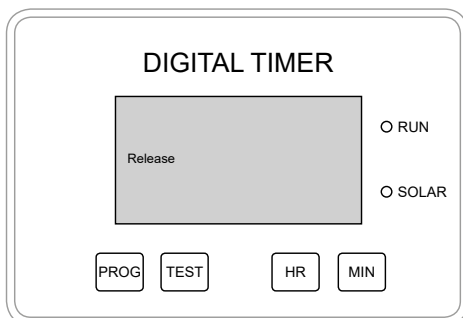 DIGITAL TIMER
RUN
Release
SOLAR
PROG TEST HR MIN